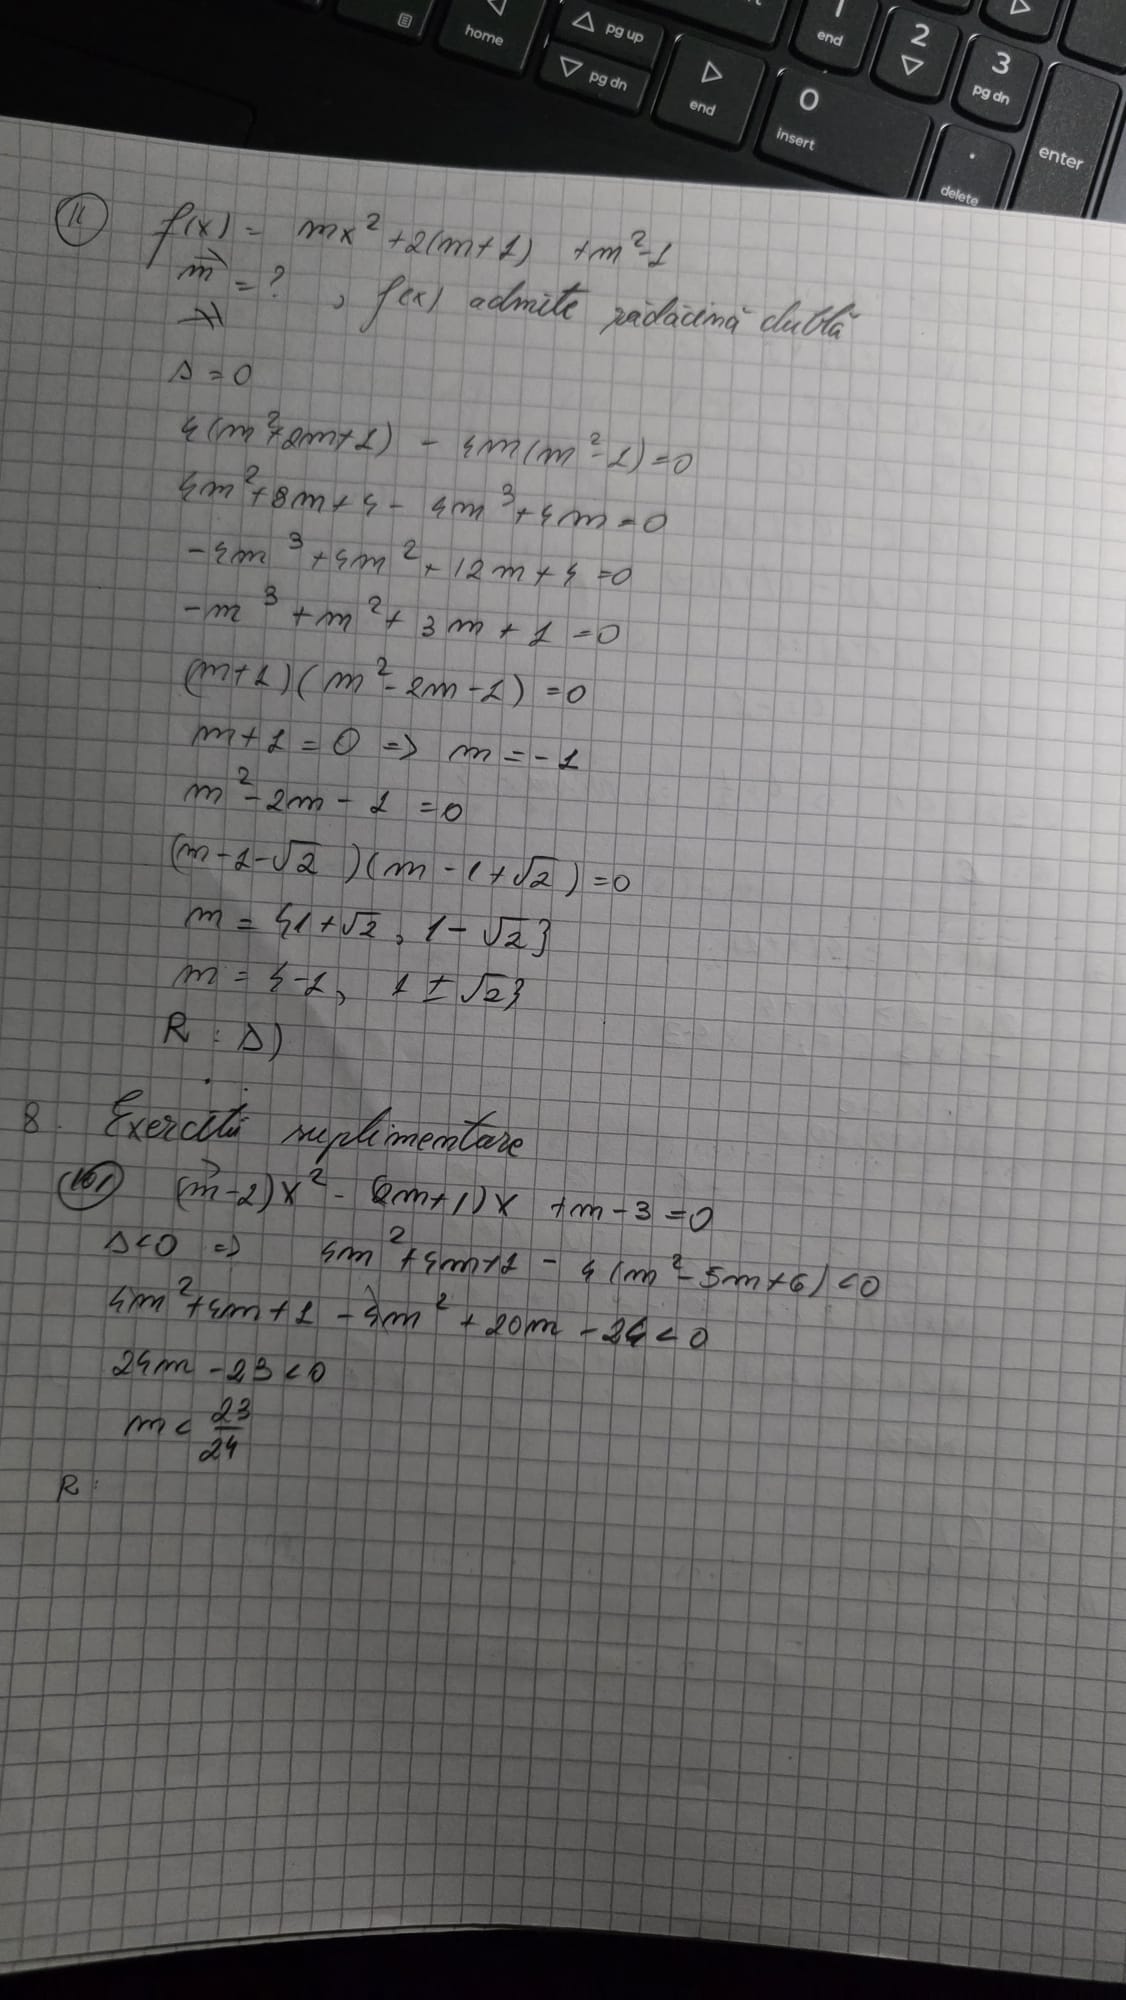 home
pg up
pg dn
end
1
end
2
3
pg dn
0
insert
.
delete
enter
11 f(x) = mx²+2(m+1) +m²-1
m = ? , f(x) admite rădăcină dublă
Δ=0
4(m²+2m+1) - 4m(m²-1)=0
4m²+8m+4- 4m³+4m=0
-4m³+4m²+12m+4=0
-m³+m²+3m+1=0
(m+1)(m²-2m-1)=0
m+1=0 => m=-1
m²-2m-1=0
(m-1-√2)(m-1+√2)=0
m={1+√2, 1-√2}
m={-1, 1±√2}
R: Δ)
8. Exerciții suplimentare
(m-2)x²-(2m+1)x +m-3=0
Δ<0 => 4m²+4m+1 - 4(m²-5m+6)<0
4m²+4m+1-4m²+20m-24<0
24m-23<0
m< 23/24
R: